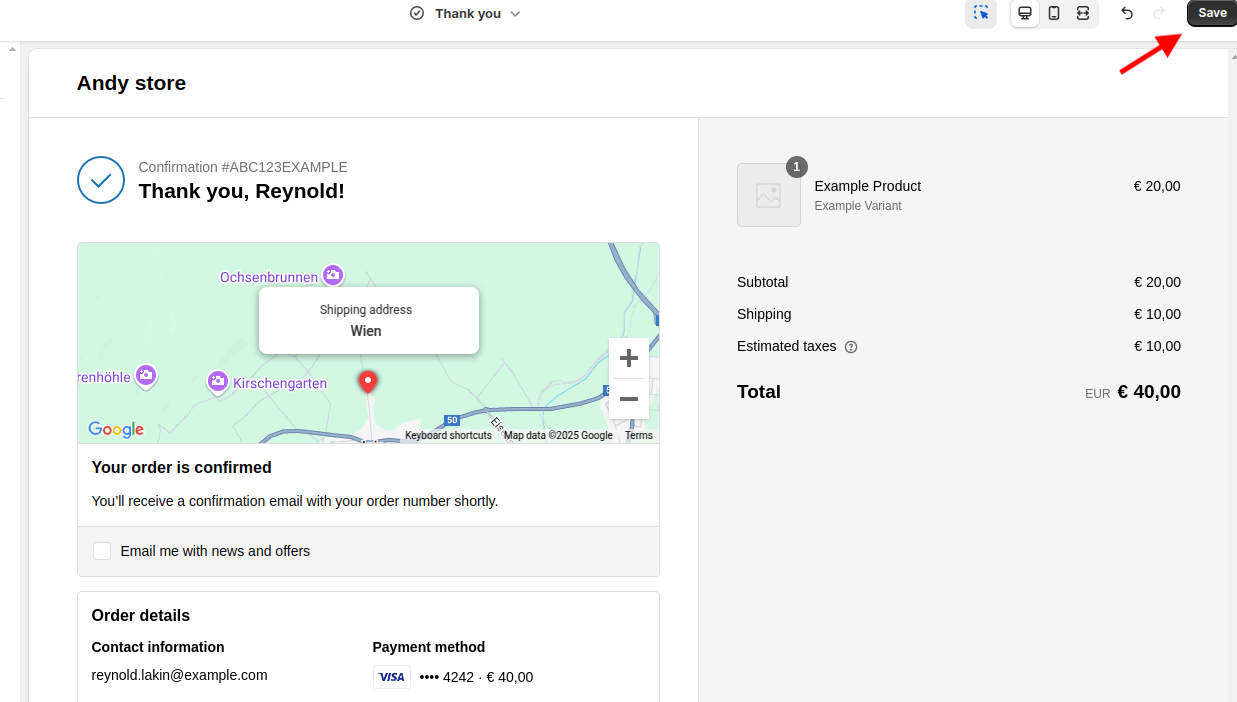 Thank you
Save
Andy store
Confirmation #ABC123EXAMPLE
Thank you, Reynold!
Ochsenbrunnen
Shipping address
Wien
renhöhle
Kirschengarten
50
Eis
Google
Keyboard shortcuts
Map data ©2025 Google
Terms
Your order is confirmed
You’ll receive a confirmation email with your order number shortly.
Email me with news and offers
Order details
Contact information
reynold.lakin@example.com
Payment method
VISA •••• 4242 · € 40,00
1
Example Product € 20,00
Example Variant
Subtotal € 20,00
Shipping € 10,00
Estimated taxes € 10,00
Total EUR € 40,00